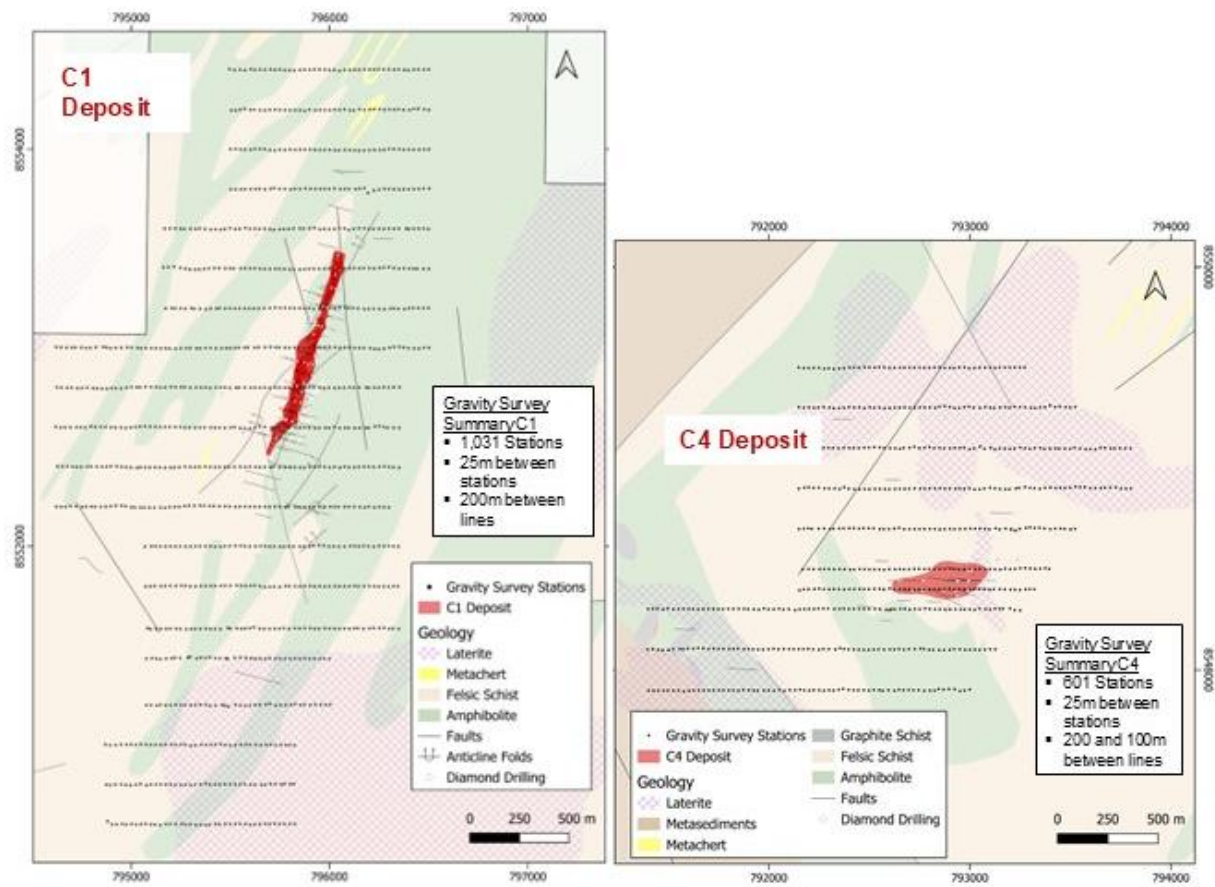 795000
796000
797000
C1
Deposit
8554000
8552000
Gravity Survey
SummaryC1
▪ 1,031 Stations
▪ 25m between
stations
▪ 200m between
lines
• Gravity Survey Stations
C1 Deposit
Geology
Laterite
Metachert
Felsic Schist
Amphibolite
Faults
Anticline Folds
Diamond Drilling
0 250 500 m
795000
796000
797000
792000
793000
794000
8550000
C4 Deposit
8548000
Gravity Survey
SummaryC4
▪ 601 Stations
▪ 25m between
stations
▪ 200 and 100m
between lines
• Gravity Survey Stations
C4 Deposit
Geology
Laterite
Metasediments
Metachert
Graphite Schist
Felsic Schist
Amphibolite
Faults
Diamond Drilling
0 250 500 m
792000
793000
794000